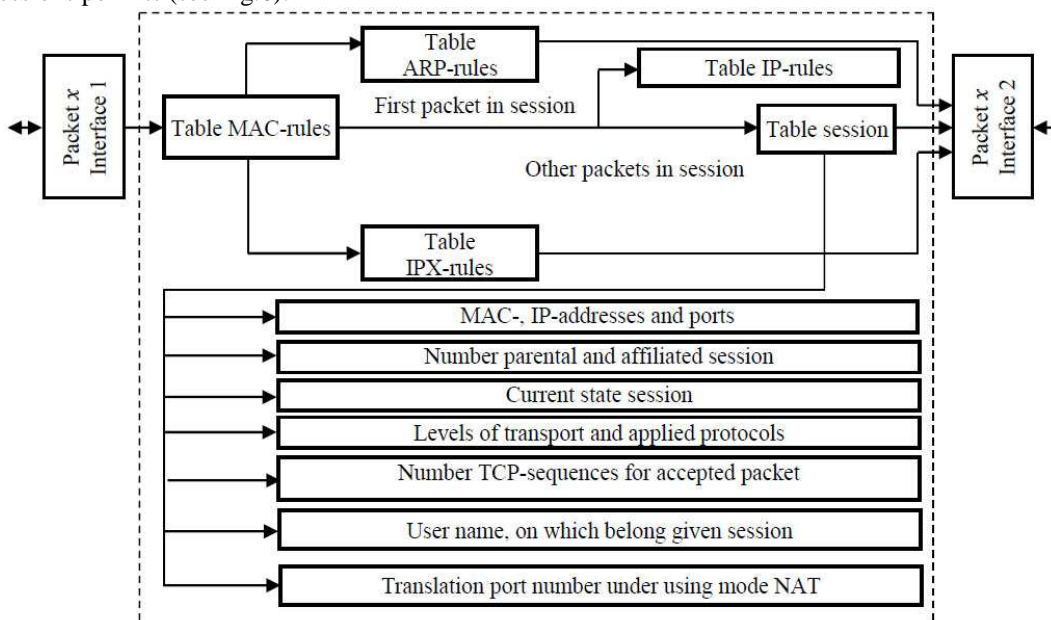 Table
ARP-rules
Table IP-rules
Packet x
Interface 1
Table MAC-rules
First packet in session
Table session
Packet x
Interface 2
Other packets in session
Table
IPX-rules
MAC-, IP-addresses and ports
Number parental and affiliated session
Current state session
Levels of transport and applied protocols
Number TCP-sequences for accepted packet
User name, on which belong given session
Translation port number under using mode NAT